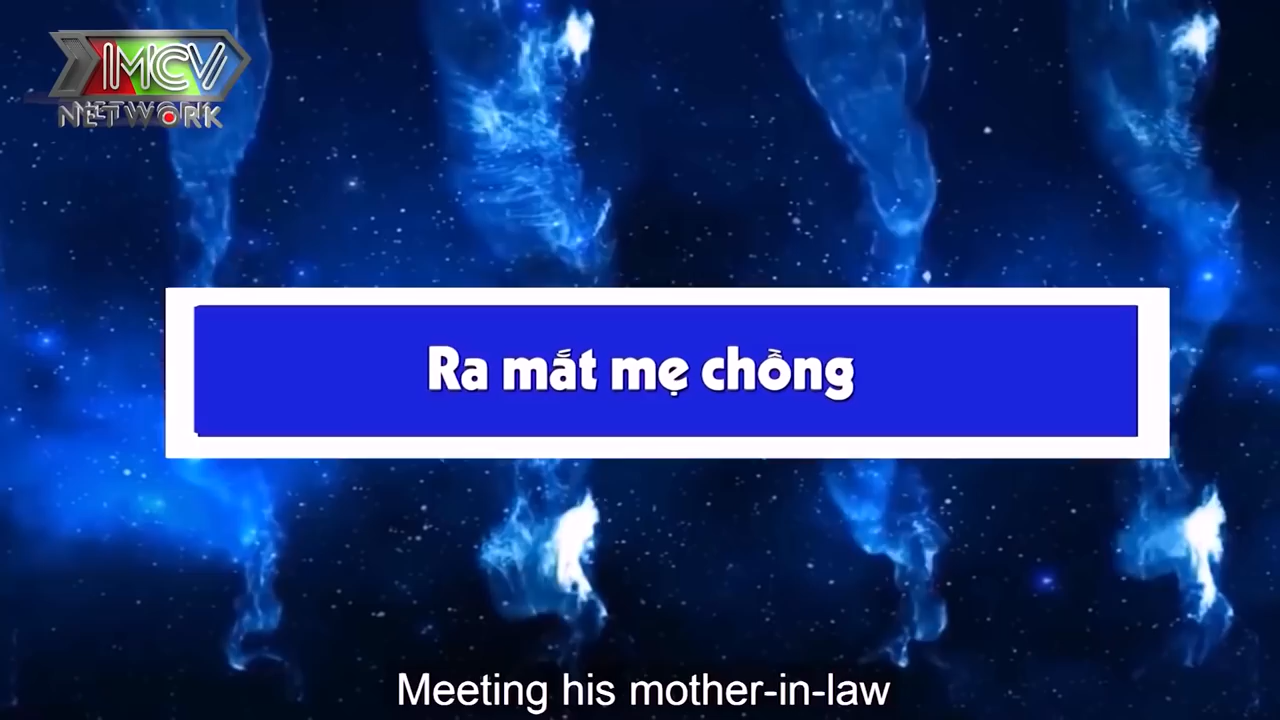 MCV
NETWORK
Ra mắt mẹ chồng
Meeting his mother-in-law